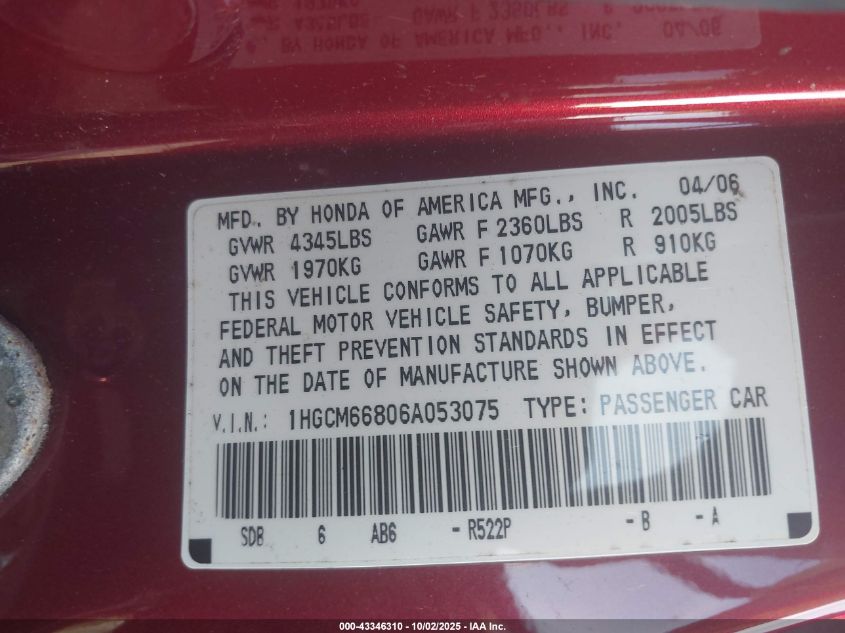 MFD. BY HONDA OF AMERICA MFG., INC. 04/06
GVWR 4345LBS GAWR F 2360LBS R 2005LBS
GVWR 1970KG GAWR F 1070KG R 910KG
THIS VEHICLE CONFORMS TO ALL APPLICABLE
FEDERAL MOTOR VEHICLE SAFETY, BUMPER,
AND THEFT PREVENTION STANDARDS IN EFFECT
ON THE DATE OF MANUFACTURE SHOWN ABOVE.
V.I.N.: 1HGCM66806A053075 TYPE: PASSENGER CAR
SDB 6 AB6 - R522P - B - A
000-43346310 - 10/02/2025 - IAA Inc.